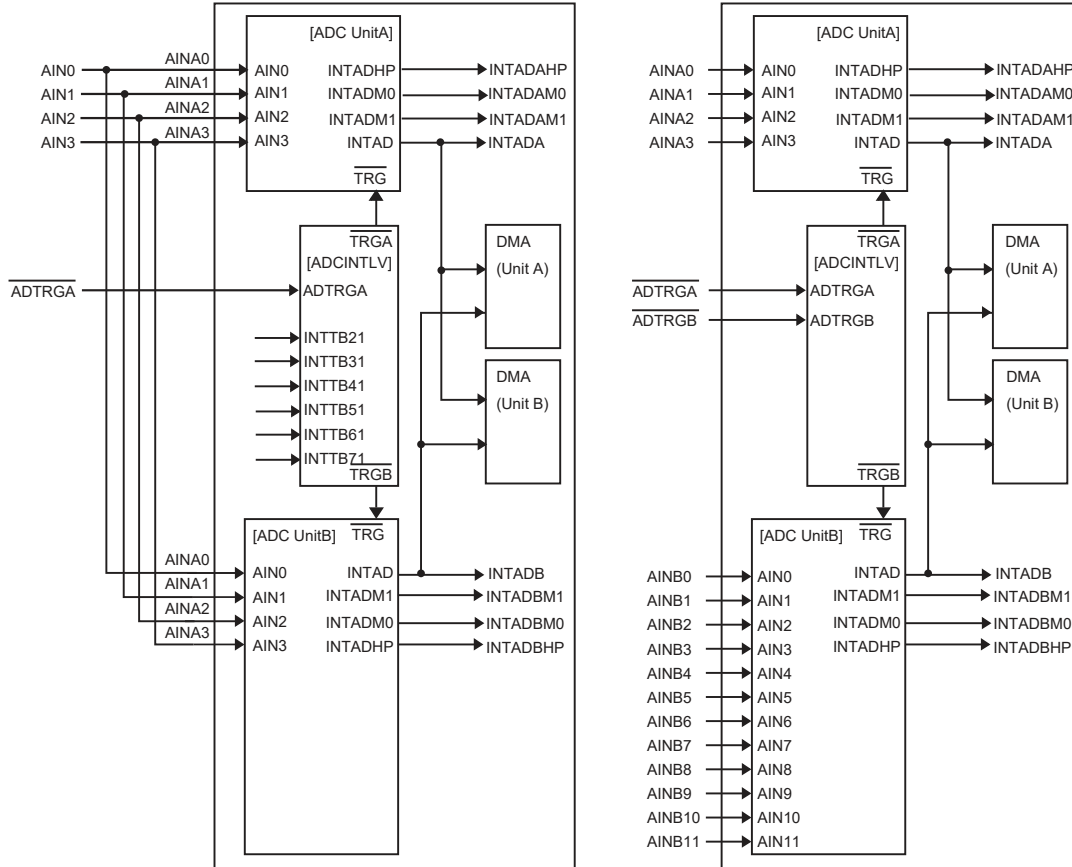 [ADC UnitA]
AINA0
AIN0
AIN0
INTADHP
INTADAHP
AINA1
AIN1
AIN1
INTADM0
INTADAM0
AINA2
AIN2
AIN2
INTADM1
INTADAM1
AINA3
AIN3
AIN3
INTAD
INTADA
TRG
TRGA
[ADCINTLV]
ADTRGA
ADTRGA
INTTB21
INTTB31
INTTB41
INTTB51
INTTB61
INTTB71
TRGB
DMA
(Unit A)
DMA
(Unit B)
[ADC UnitB]
TRG
AINA0
AIN0
INTAD
INTADB
AINA1
AIN1
INTADM1
INTADBM1
AINA2
AIN2
INTADM0
INTADBM0
AINA3
AIN3
INTADHP
INTADBHP
[ADC UnitA]
AINA0
AIN0
INTADHP
INTADAHP
AINA1
AIN1
INTADM0
INTADAM0
AINA2
AIN2
INTADM1
INTADAM1
AINA3
AIN3
INTAD
INTADA
TRG
TRGA
[ADCINTLV]
ADTRGA
ADTRGA
ADTRGB
ADTRGB
TRGB
DMA
(Unit A)
DMA
(Unit B)
[ADC UnitB]
TRG
AINB0
AIN0
INTAD
INTADB
AINB1
AIN1
INTADM1
INTADBM1
AINB2
AIN2
INTADM0
INTADBM0
AINB3
AIN3
INTADHP
INTADBHP
AINB4
AIN4
AINB5
AIN5
AINB6
AIN6
AINB7
AIN7
AINB8
AIN8
AINB9
AIN9
AINB10
AIN10
AINB11
AIN11